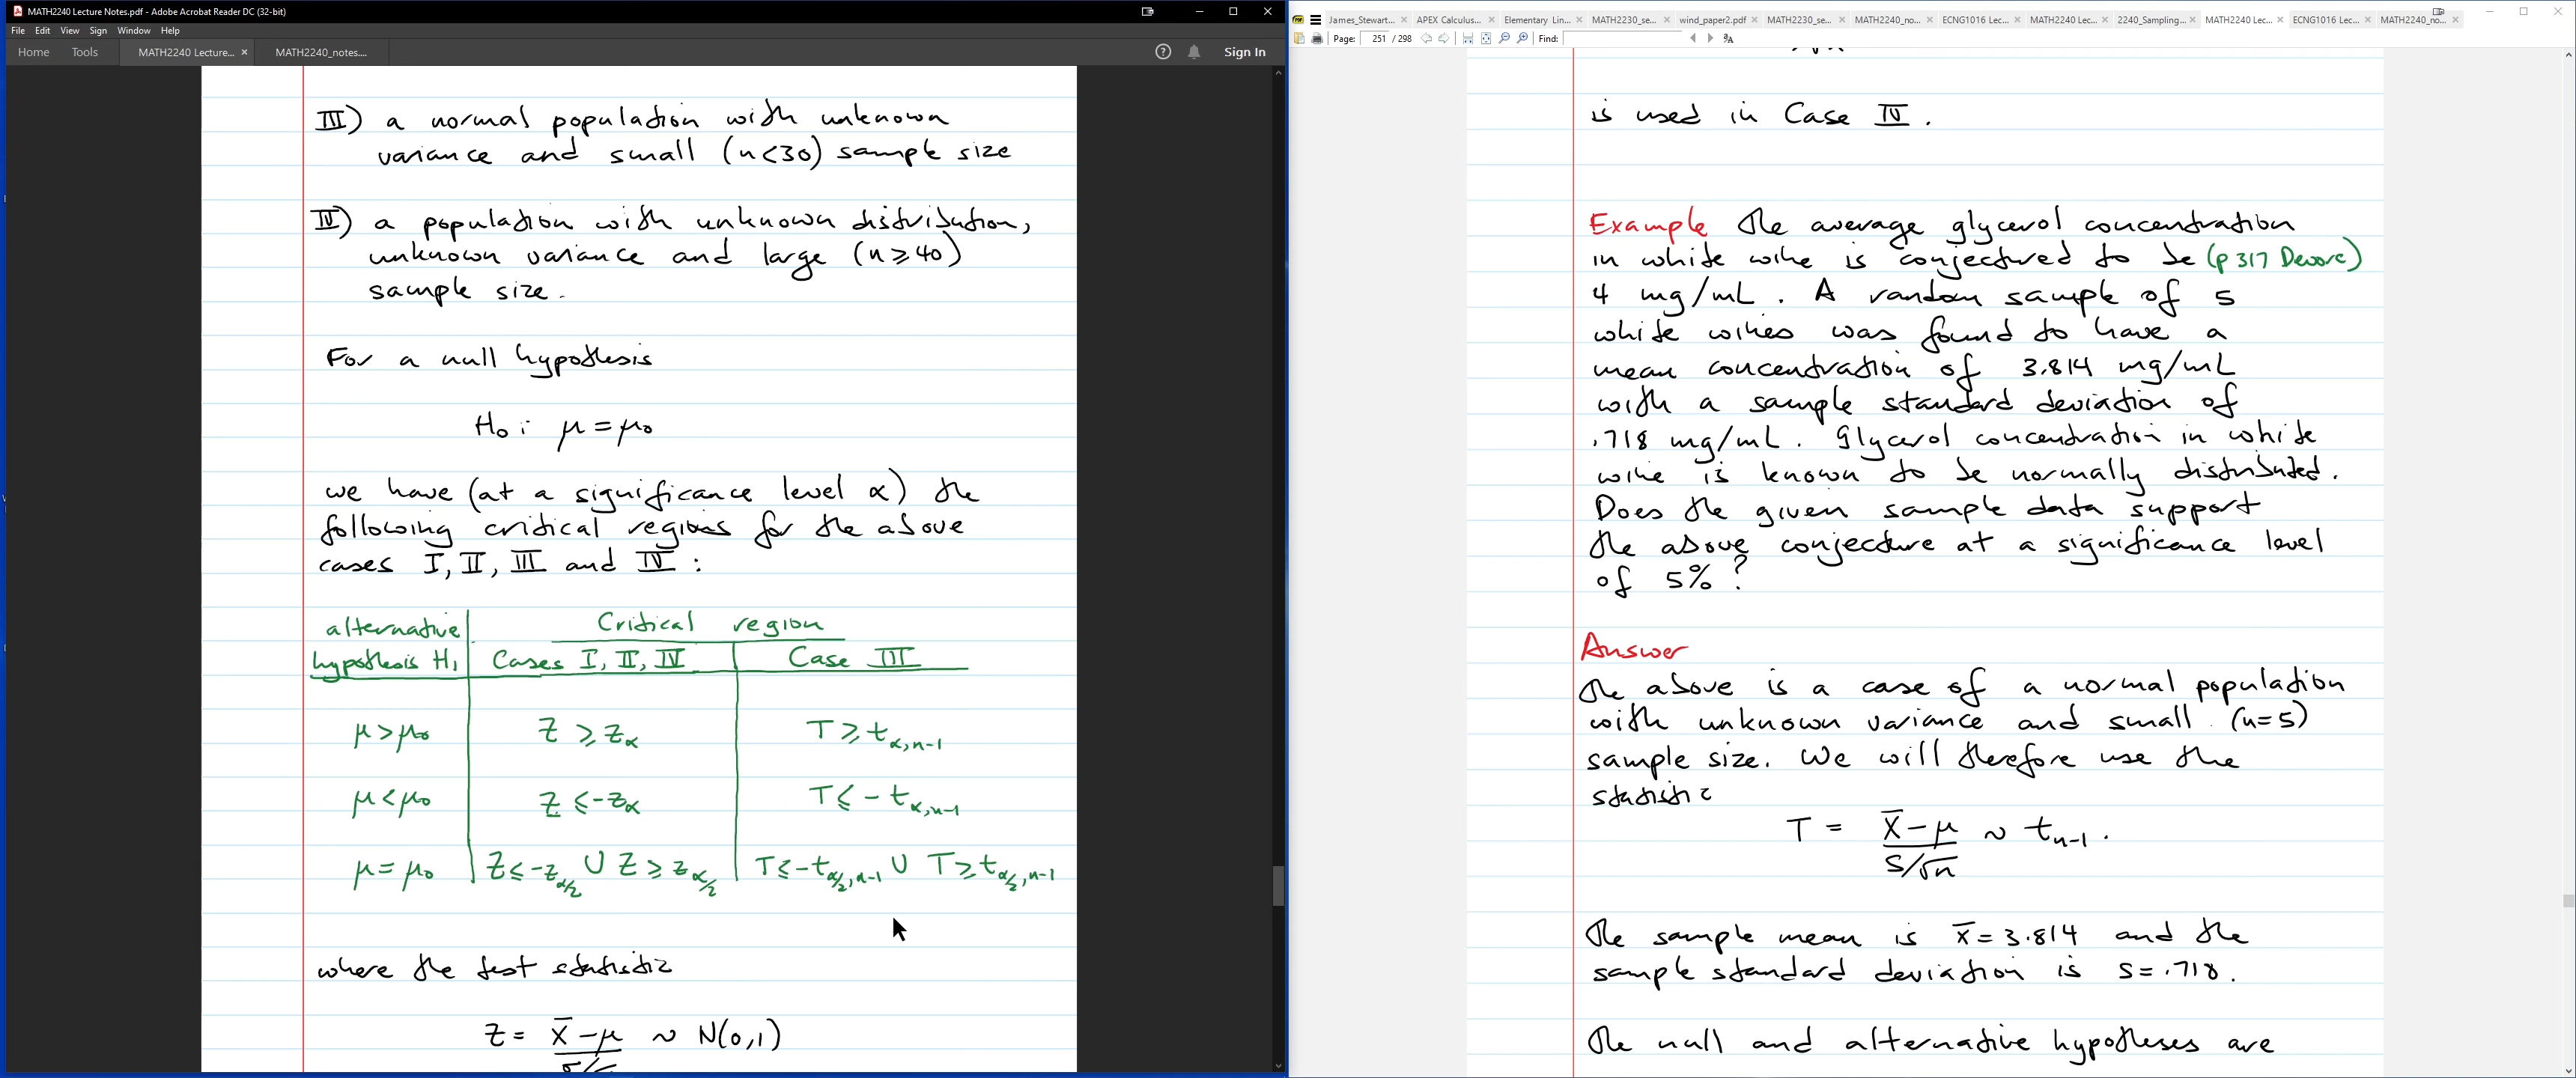 MATH2240 Lecture Notes.pdf - Adobe Acrobat Reader DC (32-bit)
File Edit View Sign Window Help
Home Tools MATH2240 Lecture... × MATH2240_notes.... Sign In
III) a normal population with unknown
variance and small (n<30) sample size
IV) a population with unknown distribution,
unknown variance and large (n≥40)
sample size.
For a null hypothesis
H₀: μ = μ₀
we have (at a significance level α) the
following critical regions for the above
cases I, II, III and IV:
alternative Critical region
hypothesis H₁ Cases I, II, IV Case III
μ>μ₀ Z ≥ z_α T ≥ t_α,n-1
μ<μ₀ Z ≤ -z_α T ≤ -t_α,n-1
μ=μ₀ Z ≤ -z_α/2 ∪ Z ≥ z_α/2 T ≤ -t_α/2,n-1 ∪ T ≥ t_α/2,n-1
where the test statistic
Z = X̄ - μ ~ N(0,1)
James_Stewart... × APEX Calculus... × Elementary Lin... × MATH2230_se... × wind_paper2.pdf × MATH2230_se... × MATH2240_no... × ECNG1016 Lec... × MATH2240 Lec... × 2240_Sampling... × MATH2240 Lec... × ECNG1016 Lec... × MATH2240_no... ×
Page: 251 / 298 Find:
is used in Case IV.
Example The average glycerol concentration
in white wine is conjectured to be (p 317 Devore)
4 mg/mL. A random sample of 5
white wines was found to have a
mean concentration of 3.814 mg/mL
with a sample standard deviation of
.718 mg/mL. Glycerol concentration in white
wine is known to be normally distributed.
Does the given sample data support
the above conjecture at a significance level
of 5%?
Answer
The above is a case of a normal population
with unknown variance and small (n=5)
sample size. We will therefore use the
statistic
T = X̄ - μ ~ t_n-1.
S/√n
The sample mean is x̄ = 3.814 and the
sample standard deviation is s = .718.
The null and alternative hypotheses are